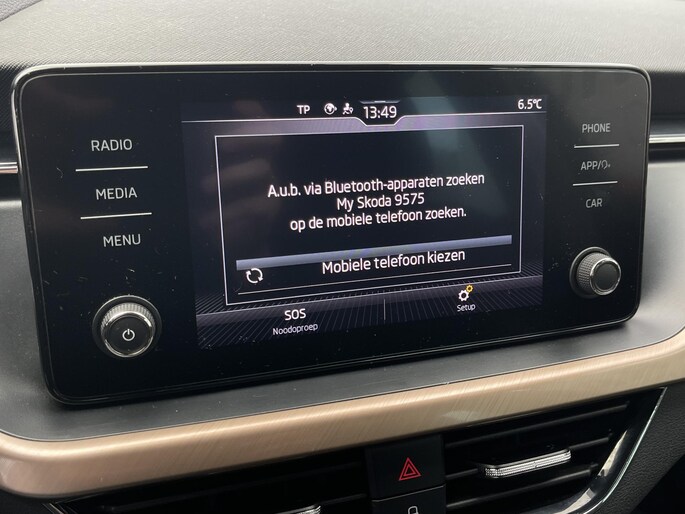 TP 13:49 6.5°C
RADIO
MEDIA
MENU
PHONE
APP/
CAR
A.u.b. via Bluetooth-apparaten zoeken
My Skoda 9575
op de mobiele telefoon zoeken.
Mobiele telefoon kiezen
SOS
Noodoproep
Setup